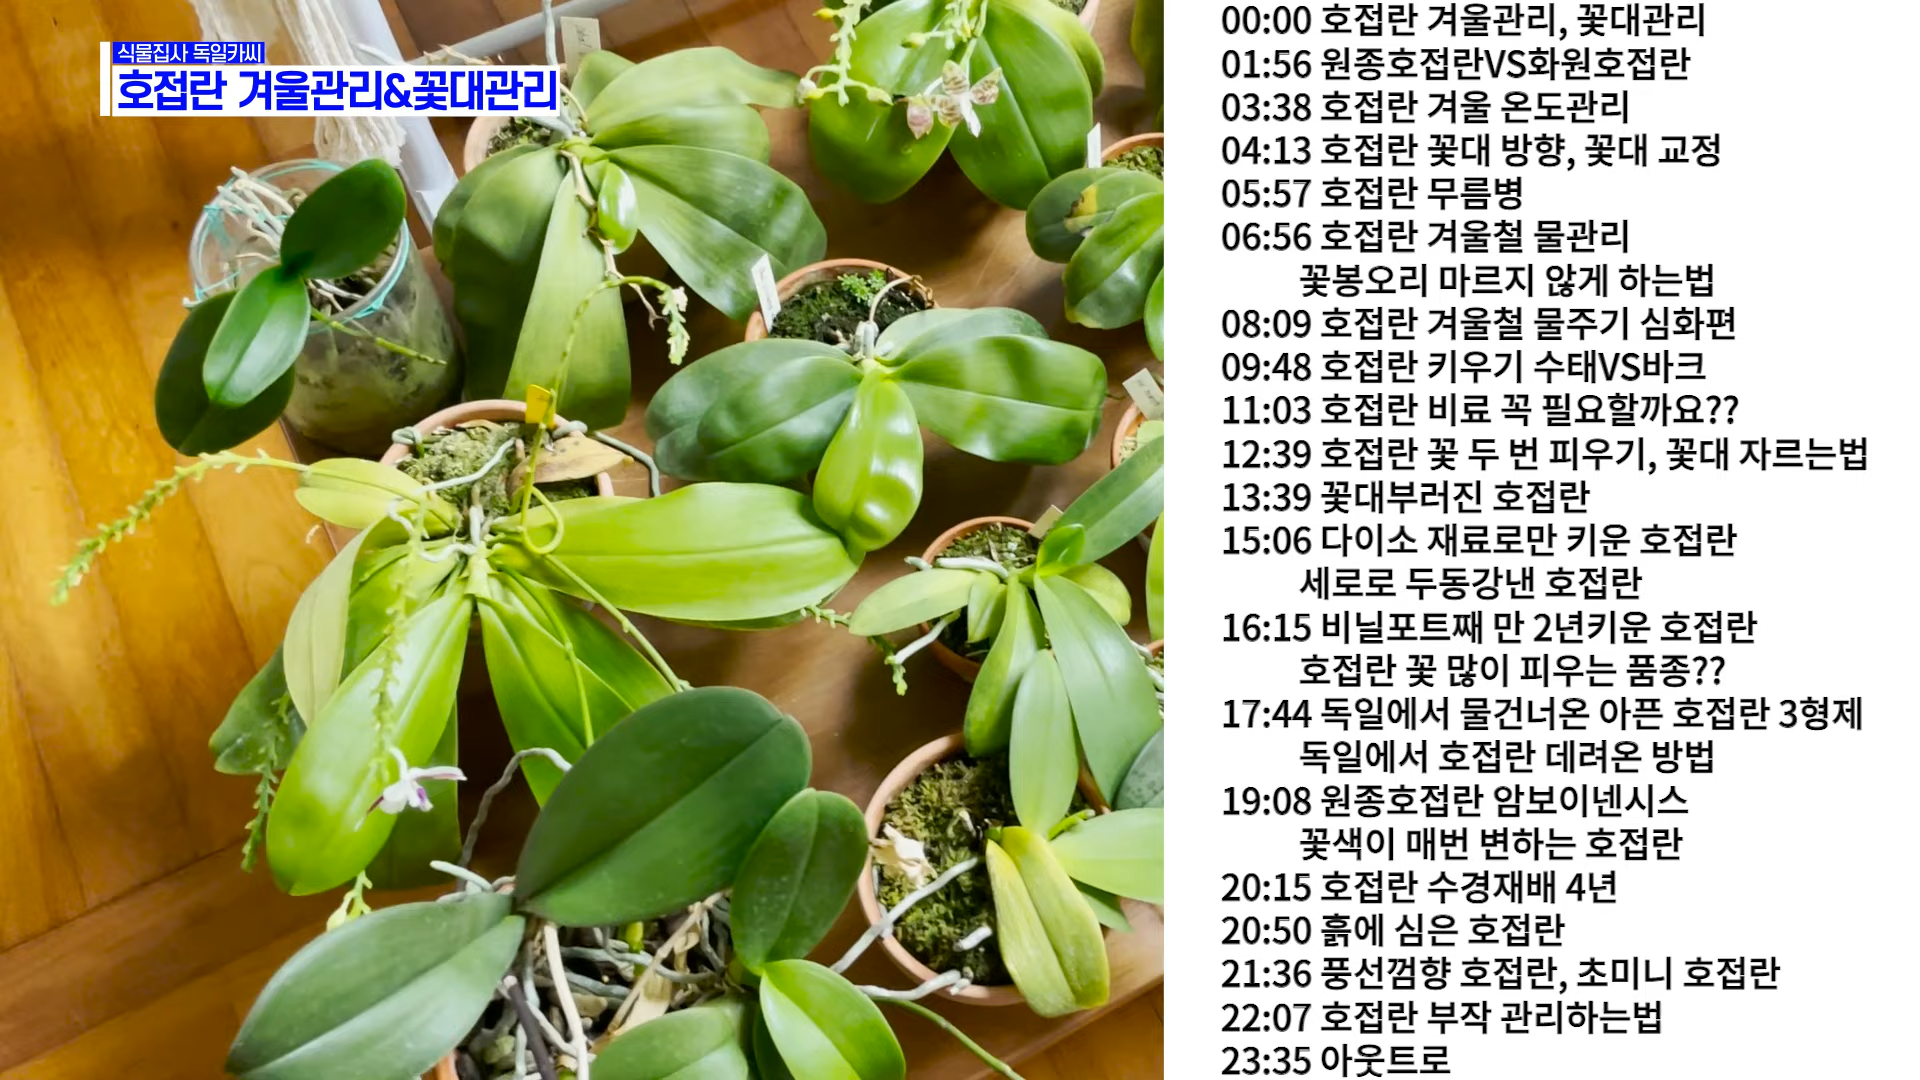 식물집사 독일카씨
호접란 겨울관리&꽃대관리
00:00 호접란 겨울관리, 꽃대관리
01:56 원종호접란VS화원호접란
03:38 호접란 겨울 온도관리
04:13 호접란 꽃대 방향, 꽃대 교정
05:57 호접란 무름병
06:56 호접란 겨울철 물관리
꽃봉오리 마르지 않게 하는법
08:09 호접란 겨울철 물주기 심화편
09:48 호접란 키우기 수태VS바크
11:03 호접란 비료 꼭 필요할까요??
12:39 호접란 꽃 두 번 피우기, 꽃대 자르는법
13:39 꽃대부러진 호접란
15:06 다이소 재료로만 키운 호접란
세로로 두동강낸 호접란
16:15 비닐포트째 만 2년키운 호접란
호접란 꽃 많이 피우는 품종??
17:44 독일에서 물건너온 아픈 호접란 3형제
독일에서 호접란 데려온 방법
19:08 원종호접란 암보이넨시스
꽃색이 매번 변하는 호접란
20:15 호접란 수경재배 4년
20:50 흙에 심은 호접란
21:36 풍선껌향 호접란, 초미니 호접란
22:07 호접란 부작 관리하는법
23:35 아웃트로